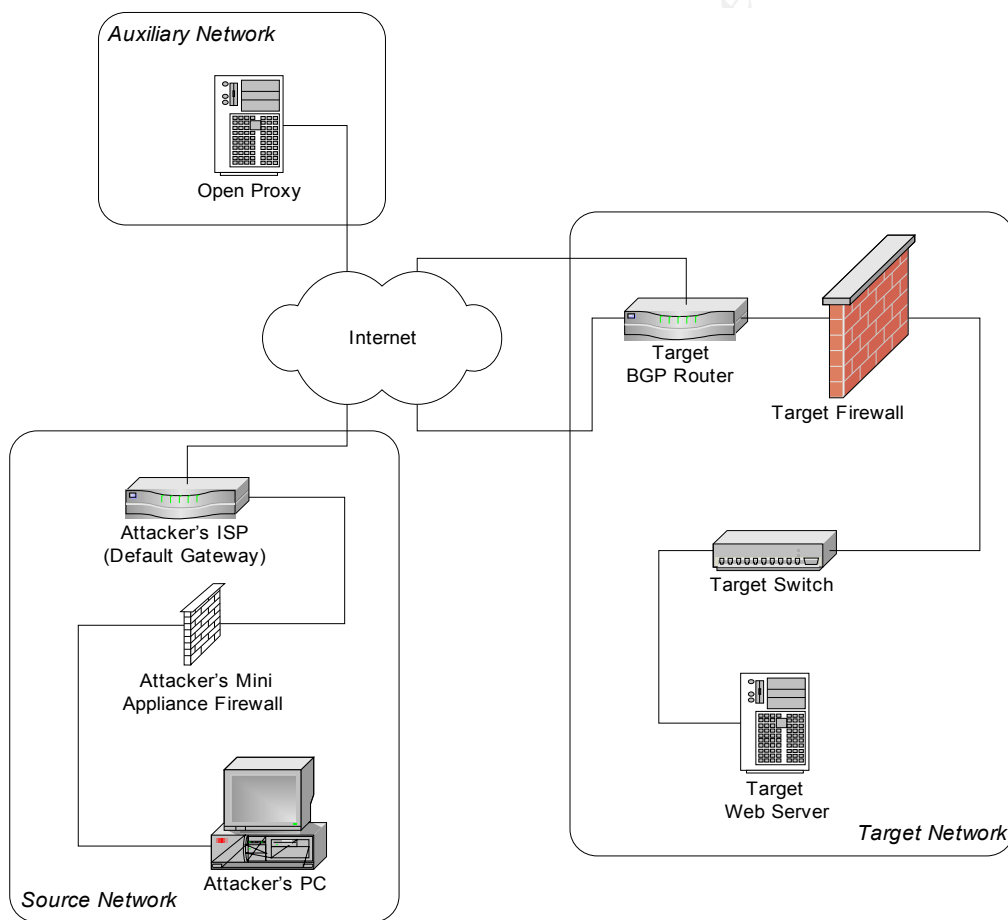 Auxiliary Network
Open Proxy
Internet
Target
BGP Router
Target Firewall
Attacker's ISP
(Default Gateway)
Target Switch
Attacker's Mini
Appliance Firewall
Target
Web Server
Attacker's PC
Source Network
Target Network